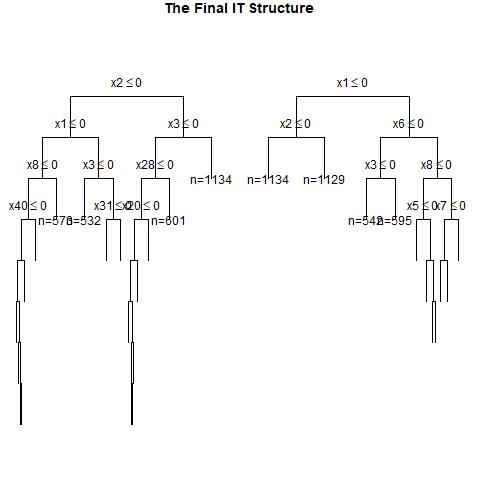 The Final IT Structure
x2 ≤ 0
x1 ≤ 0
x1 ≤ 0
x3 ≤ 0
x2 ≤ 0
x6 ≤ 0
x8 ≤ 0
x3 ≤ 0
x28 ≤ 0
n=1134
n=1134
n=1129
x3 ≤ 0
x8 ≤ 0
x40 ≤ 0
n=573
n=532
x31 ≤ 0
x20 ≤ 0
n=601
n=542
n=595
x5 ≤ 0
x7 ≤ 0